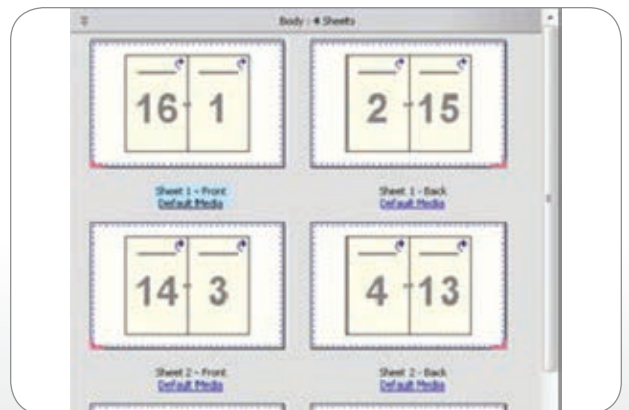 Body : 4 Sheets
16 1
2 15
Sheet 1 - Front
Default Media
Sheet 1 - Back
Default Media
14 3
4 13
Sheet 2 - Front
Default Media
Sheet 2 - Back
Default Media